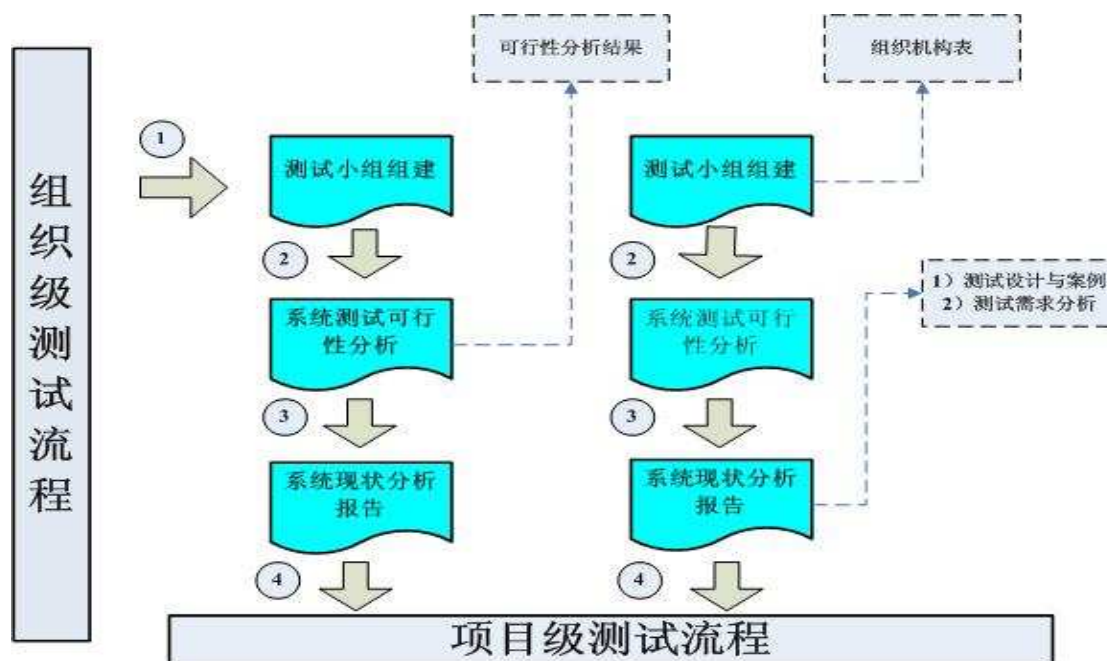 组织级测试流程
可行性分析结果
组织机构表
1
测试小组组建
测试小组组建
2
2
1）测试设计与案例
2）测试需求分析
系统测试可行
性分析
系统测试可行
性分析
3
3
系统现状分析
报告
系统现状分析
报告
4
4
项目级测试流程